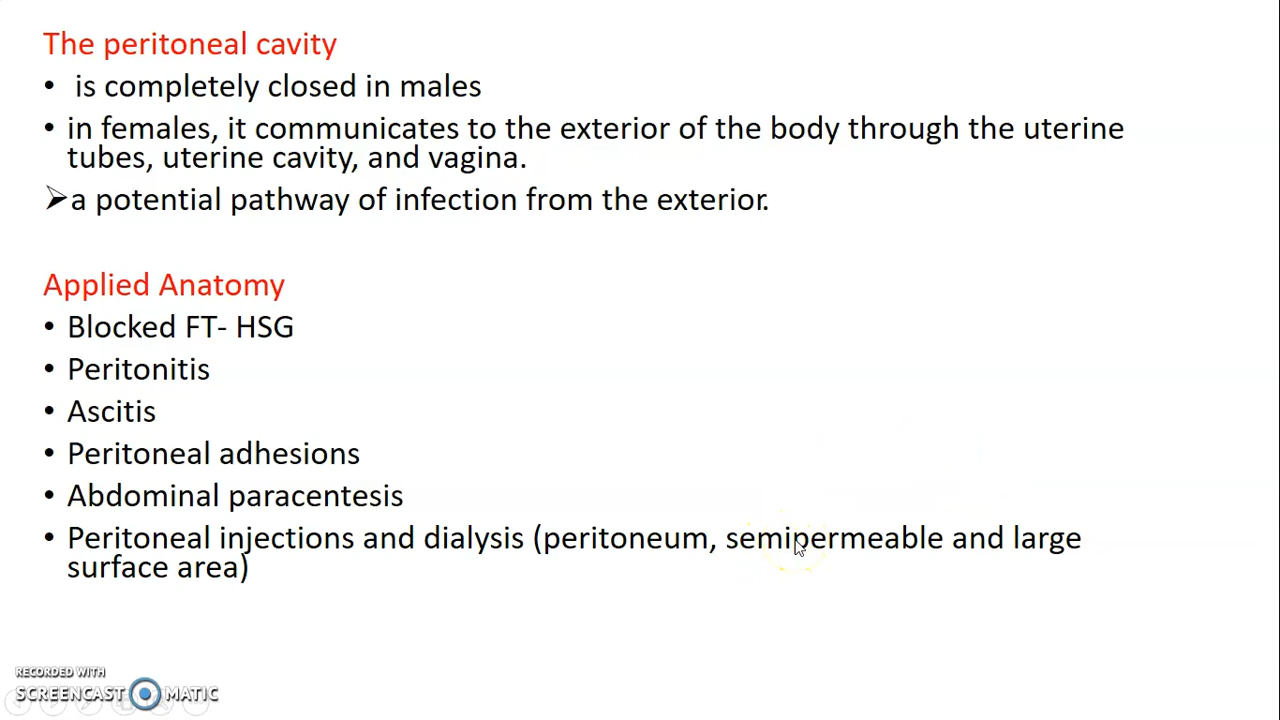 The peritoneal cavity
• is completely closed in males
• in females, it communicates to the exterior of the body through the uterine
tubes, uterine cavity, and vagina.
➢a potential pathway of infection from the exterior.
Applied Anatomy
• Blocked FT- HSG
• Peritonitis
• Ascitis
• Peritoneal adhesions
• Abdominal paracentesis
• Peritoneal injections and dialysis (peritoneum, semipermeable and large
surface area)
RECORDED WITH
SCREENCAST MATIC